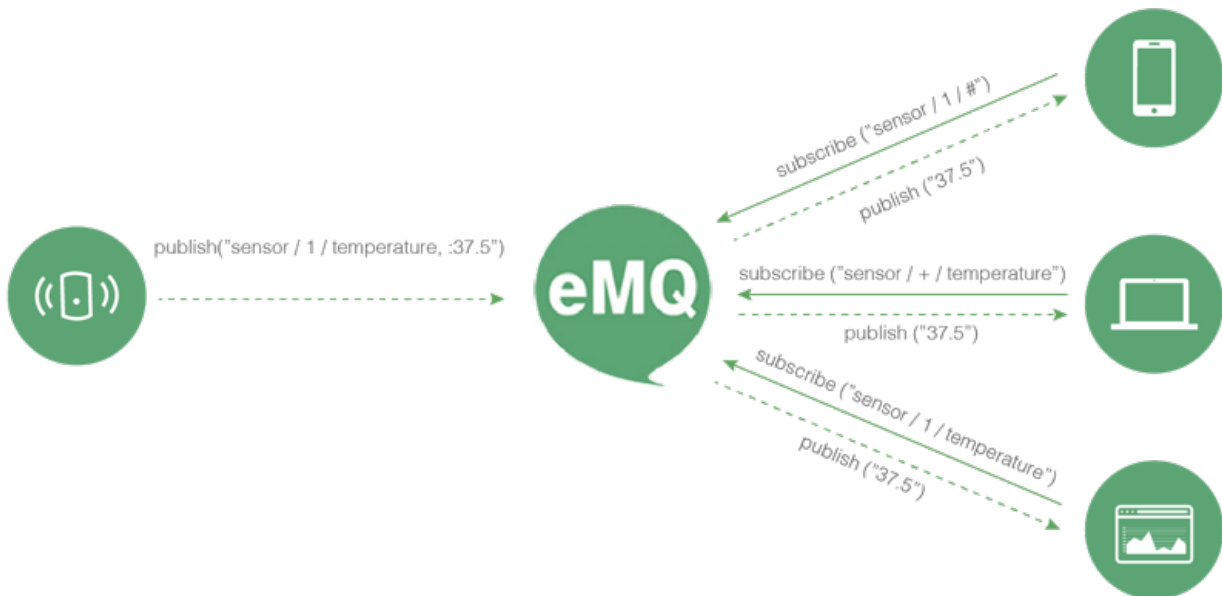 subscribe (”sensor / 1 / #”)
publish (”37.5”)
publish(”sensor / 1 / temperature, :37.5”)
eMQ
subscribe (”sensor / + / temperature”)
publish (”37.5”)
subscribe (”sensor / 1 / temperature”)
publish (”37.5”)